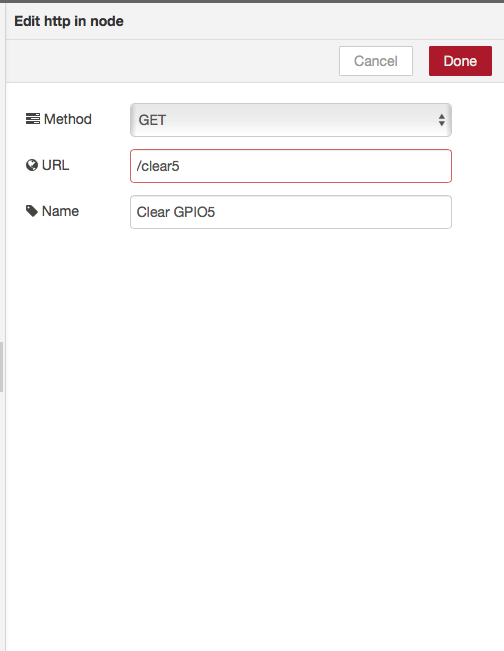 Edit http in node
Cancel Done
Method GET
URL /clear5
Name Clear GPIO5